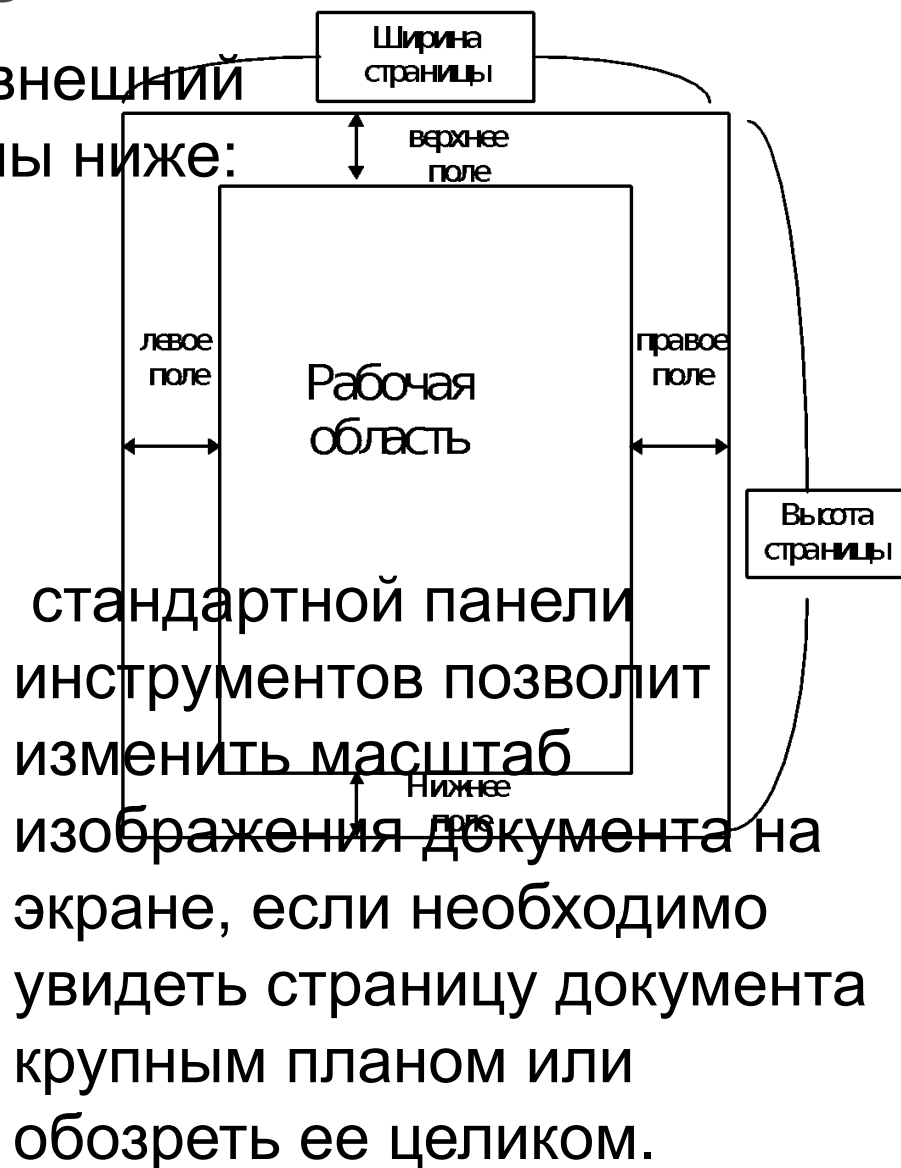 Ширина
страницы
внешний
ниже:
верхнее
поле
левое
поле
правое
поле
Рабочая
область
Высота
страницы
стандартной панели
инструментов позволит
изменить масштаб
Нижнее
поле
изображения документа на
экране, если необходимо
увидеть страницу документа
крупным планом или
обозреть ее целиком.